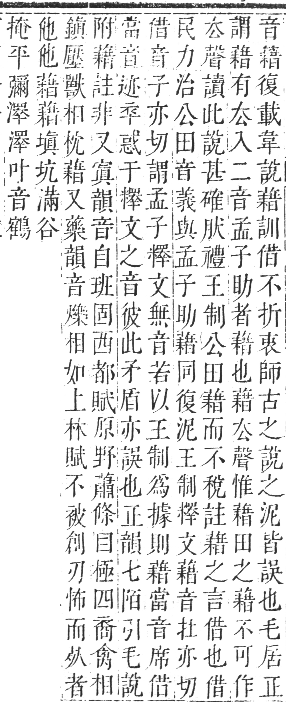 音藉復載韋說藉訓借不折衷師古之說之泥皆誤也毛居正
謂藉有厺入二音孟子助者藉也藉厺聲惟藉田之藉不可作
厺聲讀此說甚確肰禮王制公田藉而不稅註藉之言借也借
民力治公田音義與孟子助藉同復泥王制檡文藉音在亦切
借音子亦切謂孟子檡文無音若以王制爲據則藉當音席借
當音迹乖惑于檡文之音彼此矛盾亦誤也正韻七陌引毛說
附藉註非又寘韻音自班固西都賦原野蕭條目極四裔禽相
鎮壓獸相枕藉又藥韻音爍相如上林賦不被創刃怖而死者
他他藉藉塡坑滿谷
掩平彌澤澤叶音鶴